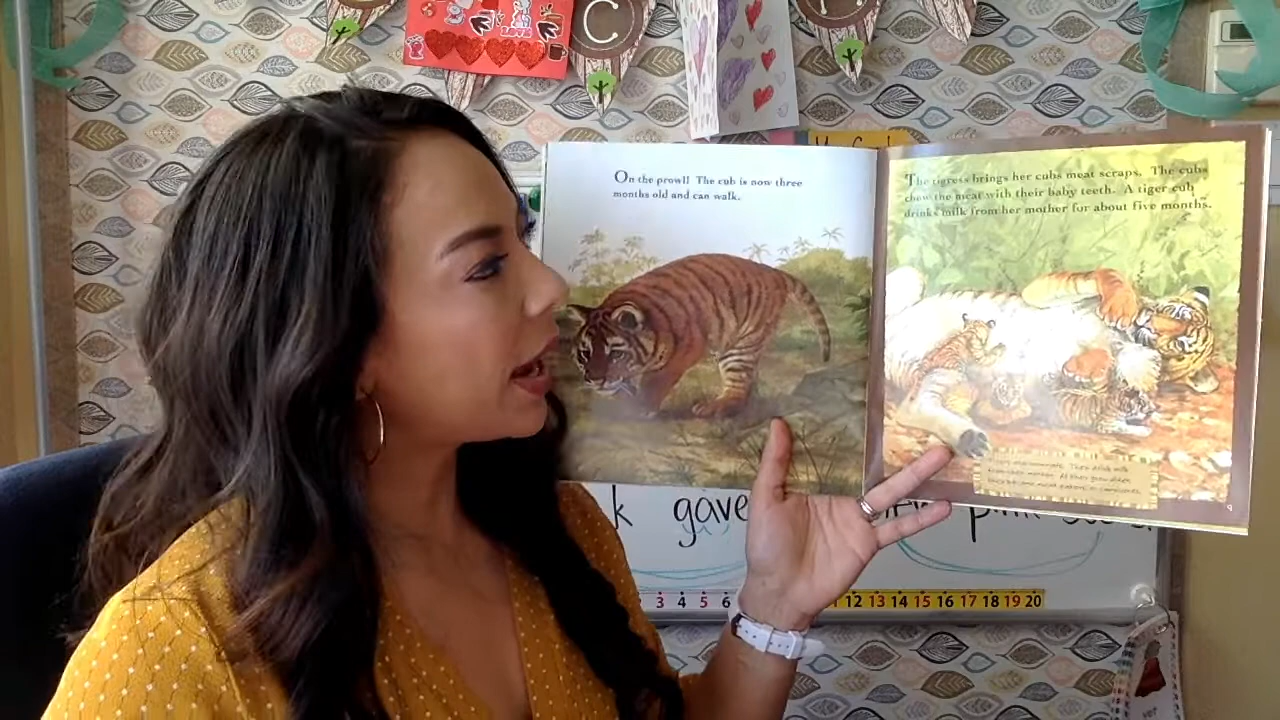 LOVE
C
On the prowl! The cub is now three
months old and can walk.
The tigress brings her cubs meat scraps. The cubs
chew the meat with their baby teeth. A tiger cub
drinks milk from her mother for about five months.
9
k gave
3 4 5 6 12 13 14 15 16 17 18 19 20